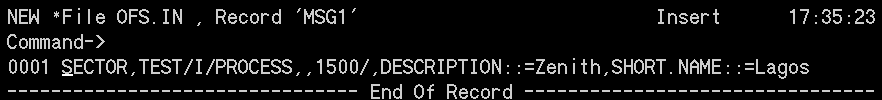 NEW *File OFS.IN , Record 'MSG1' Insert 17:35:23
Command->
0001 SECTOR,TEST/I/PROCESS,,1500/,DESCRIPTION::=Zenith,SHORT.NAME::=Lagos
------------------------------- End Of Record -------------------------------